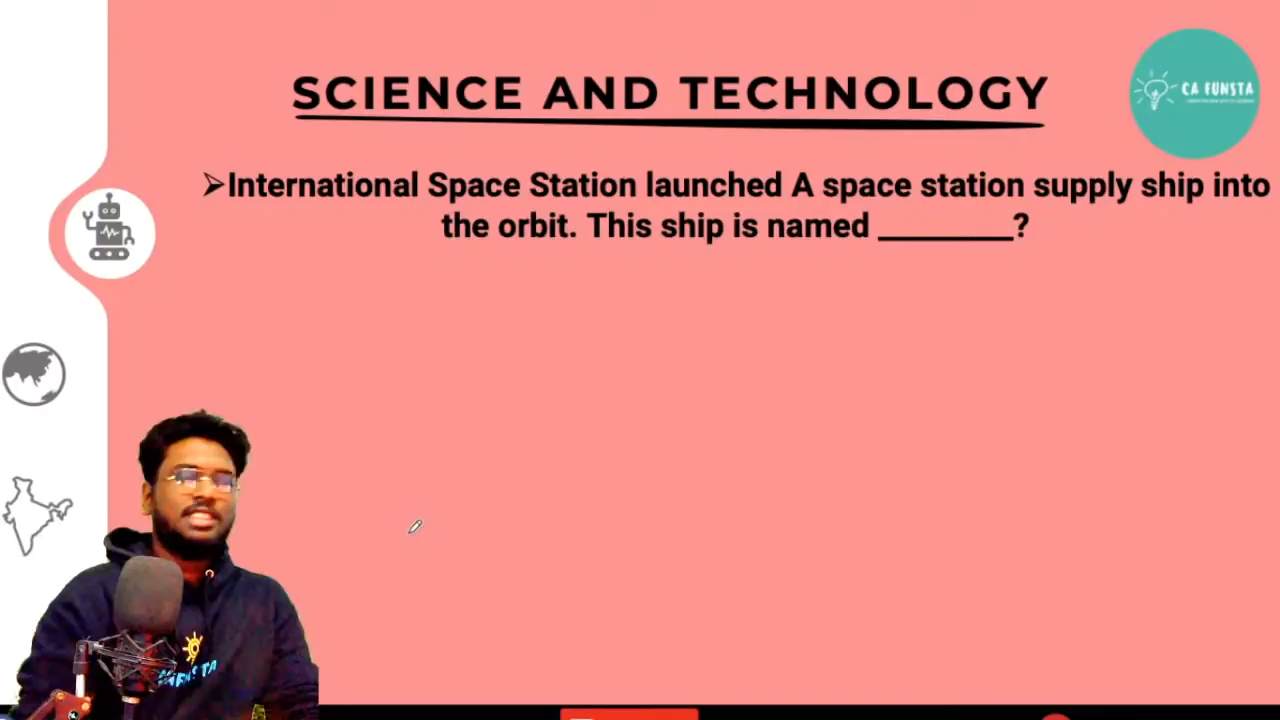 SCIENCE AND TECHNOLOGY
CA FUNSTA
➢International Space Station launched A space station supply ship into
the orbit. This ship is named ________?